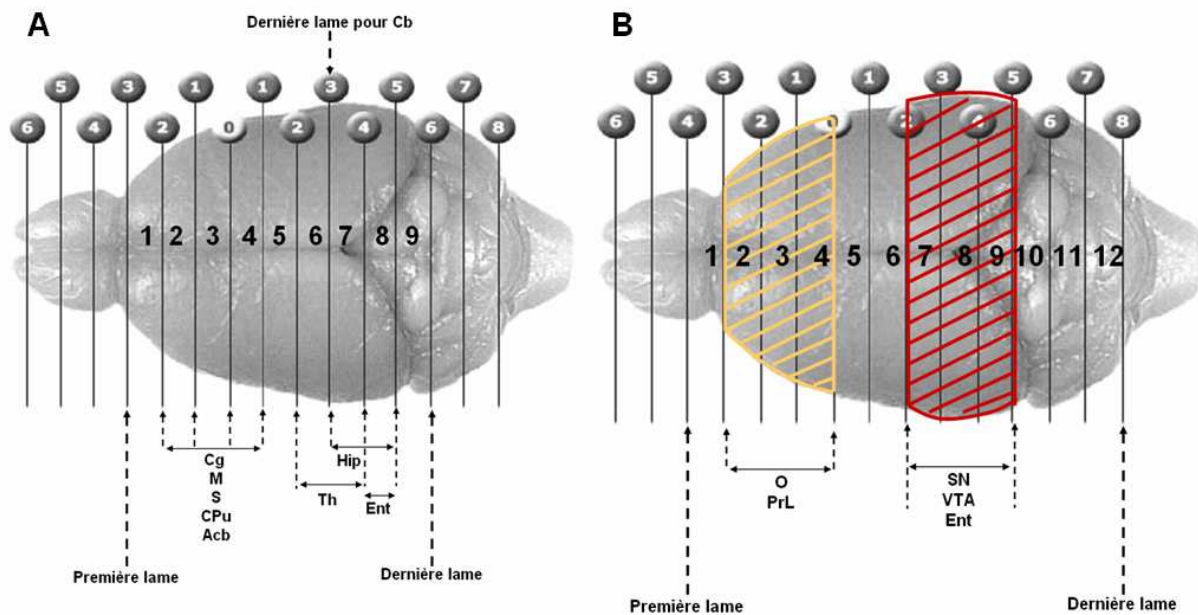 A
Dernière lame pour Cb
5 3 1 1 3 5 7
6 4 2 0 2 4 6 8
1 2 3 4 5 6 7 8 9
Cg
M
S
CPu
Acb
Hip
Th
Ent
Première lame
Dernière lame
B
5 3 1 1 3 5 7
6 4 2 0 2 4 6 8
1 2 3 4 5 6 7 8 9 10 11 12
O
PrL
SN
VTA
Ent
Première lame
Dernière lame